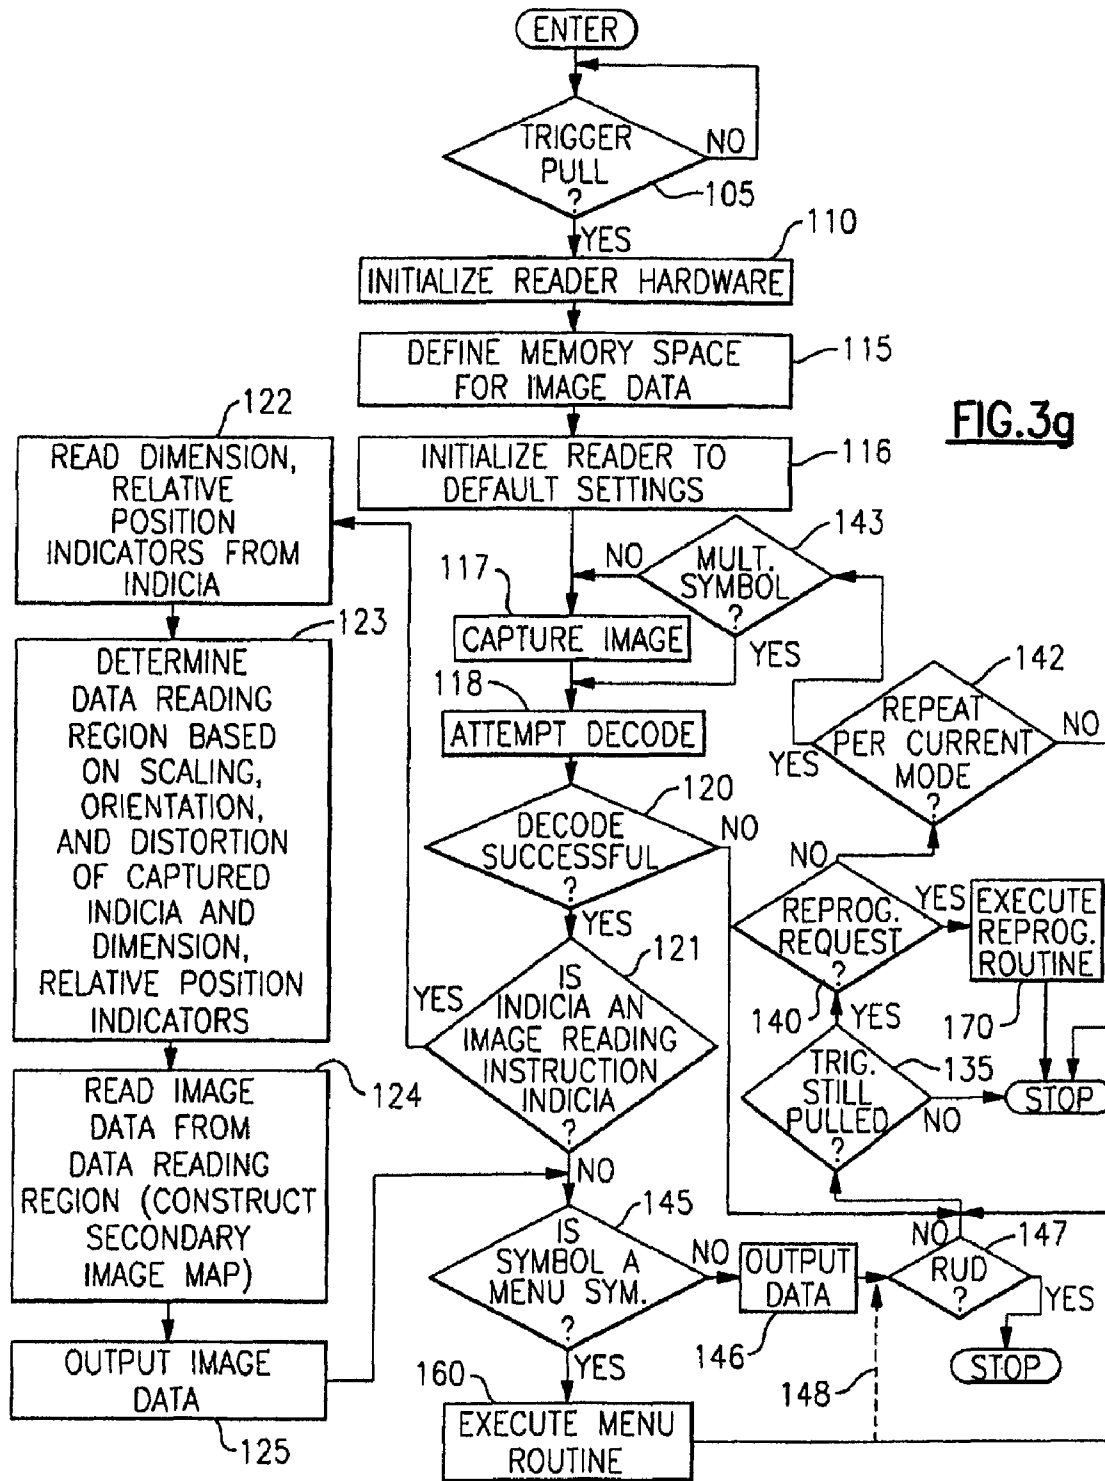 ENTER
TRIGGER
PULL
?
NO
105
YES
110
INITIALIZE READER HARDWARE
DEFINE MEMORY SPACE
FOR IMAGE DATA
115
FIG.3g
INITIALIZE READER TO
DEFAULT SETTINGS
116
122
READ DIMENSION,
RELATIVE
POSITION
INDICATORS FROM
INDICIA
123
DETERMINE
DATA READING
REGION BASED
ON SCALING,
ORIENTATION,
AND DISTORTION
OF CAPTURED
INDICIA AND
DIMENSION,
RELATIVE POSITION
INDICATORS
READ IMAGE
DATA FROM
DATA READING
REGION (CONSTRUCT
SECONDARY
IMAGE MAP)
124
OUTPUT IMAGE
DATA
125
117
CAPTURE IMAGE
NO
MULT.
SYMBOL
?
143
YES
118
ATTEMPT DECODE
DECODE
SUCCESSFUL
?
120
NO
YES
IS
INDICIA AN
IMAGE READING
INSTRUCTION
INDICIA
?
121
YES
NO
IS
SYMBOL A
MENU SYM.
?
145
NO
YES
160
EXECUTE MENU
ROUTINE
OUTPUT
DATA
146
148
RUD
?
147
NO
YES
STOP
TRIG.
STILL
PULLED
?
135
NO
YES
STOP
REPROG.
REQUEST
?
140
NO
YES
EXECUTE
REPROG.
ROUTINE
170
REPEAT
PER CURRENT
MODE
?
142
YES
NO